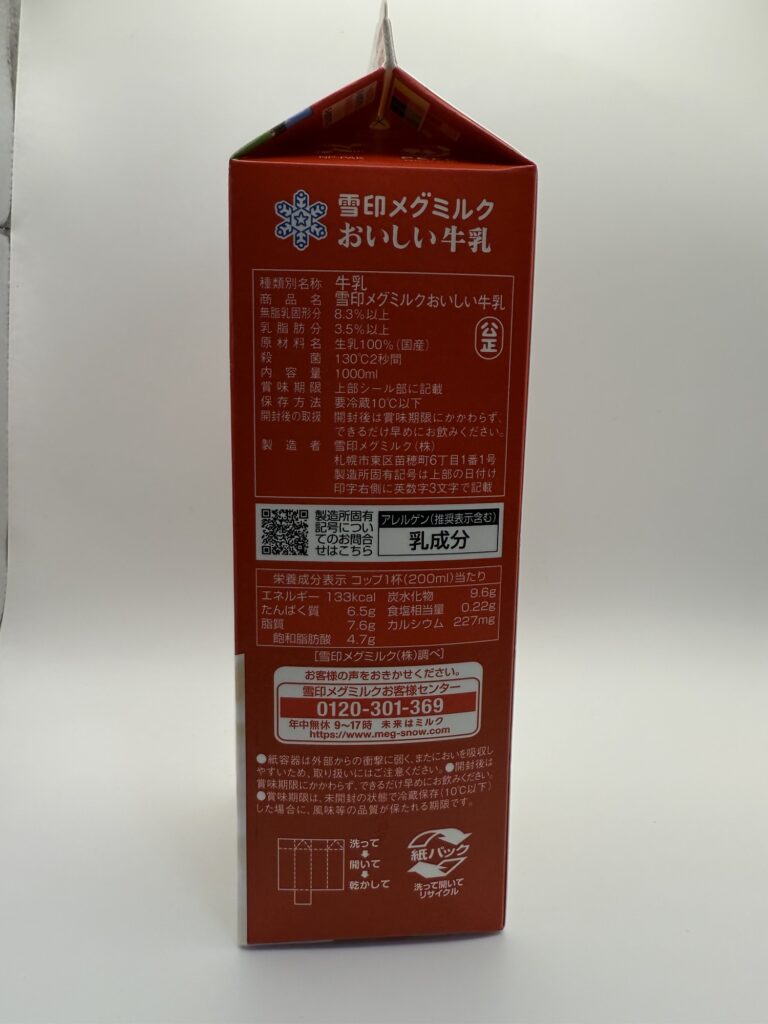 雪印メグミルク
おいしい牛乳
種類別名称 牛乳
商品名 雪印メグミルクおいしい牛乳
無脂乳固形分 8.3%以上
乳脂肪分 3.5%以上
原材料名 生乳100%(国産)
殺菌 130℃2秒間
内容量 1000ml
賞味期限 上部シール部に記載
保存方法 要冷蔵10℃以下
開封後の取扱 開封後は賞味期限にかかわらず、
できるだけ早めにお飲みください。
製造者 雪印メグミルク(株)
札幌市東区苗穂町6丁目1番1号
製造所固有記号は上部の日付け
印字右側に英数字3文字で記載
公正
製造所固有
記号につい
てのお問合
せはこちら
アレルゲン(推奨表示含む)
乳成分
栄養成分表示 コップ1杯(200ml)当たり
エネルギー 133kcal 炭水化物 9.6g
たんぱく質 6.5g 食塩相当量 0.22g
脂質 7.6g カルシウム 227mg
飽和脂肪酸 4.7g
[雪印メグミルク(株)調べ]
お客様の声をおきかせください。
雪印メグミルクお客様センター
0120-301-369
年中無休 9〜17時 未来はミルク
https://www.meg-snow.com
●紙容器は外部からの衝撃に弱く、またにおいを吸収し
やすいため、取り扱いにはご注意ください。●開封後は
賞味期限にかかわらず、できるだけ早めにお飲みください。
●賞味期限は、未開封の状態で冷蔵保存(10℃以下)
した場合に、風味等の品質が保たれる期限です。
洗って
開いて
乾かして
紙パック
洗って開いて
リサイクル